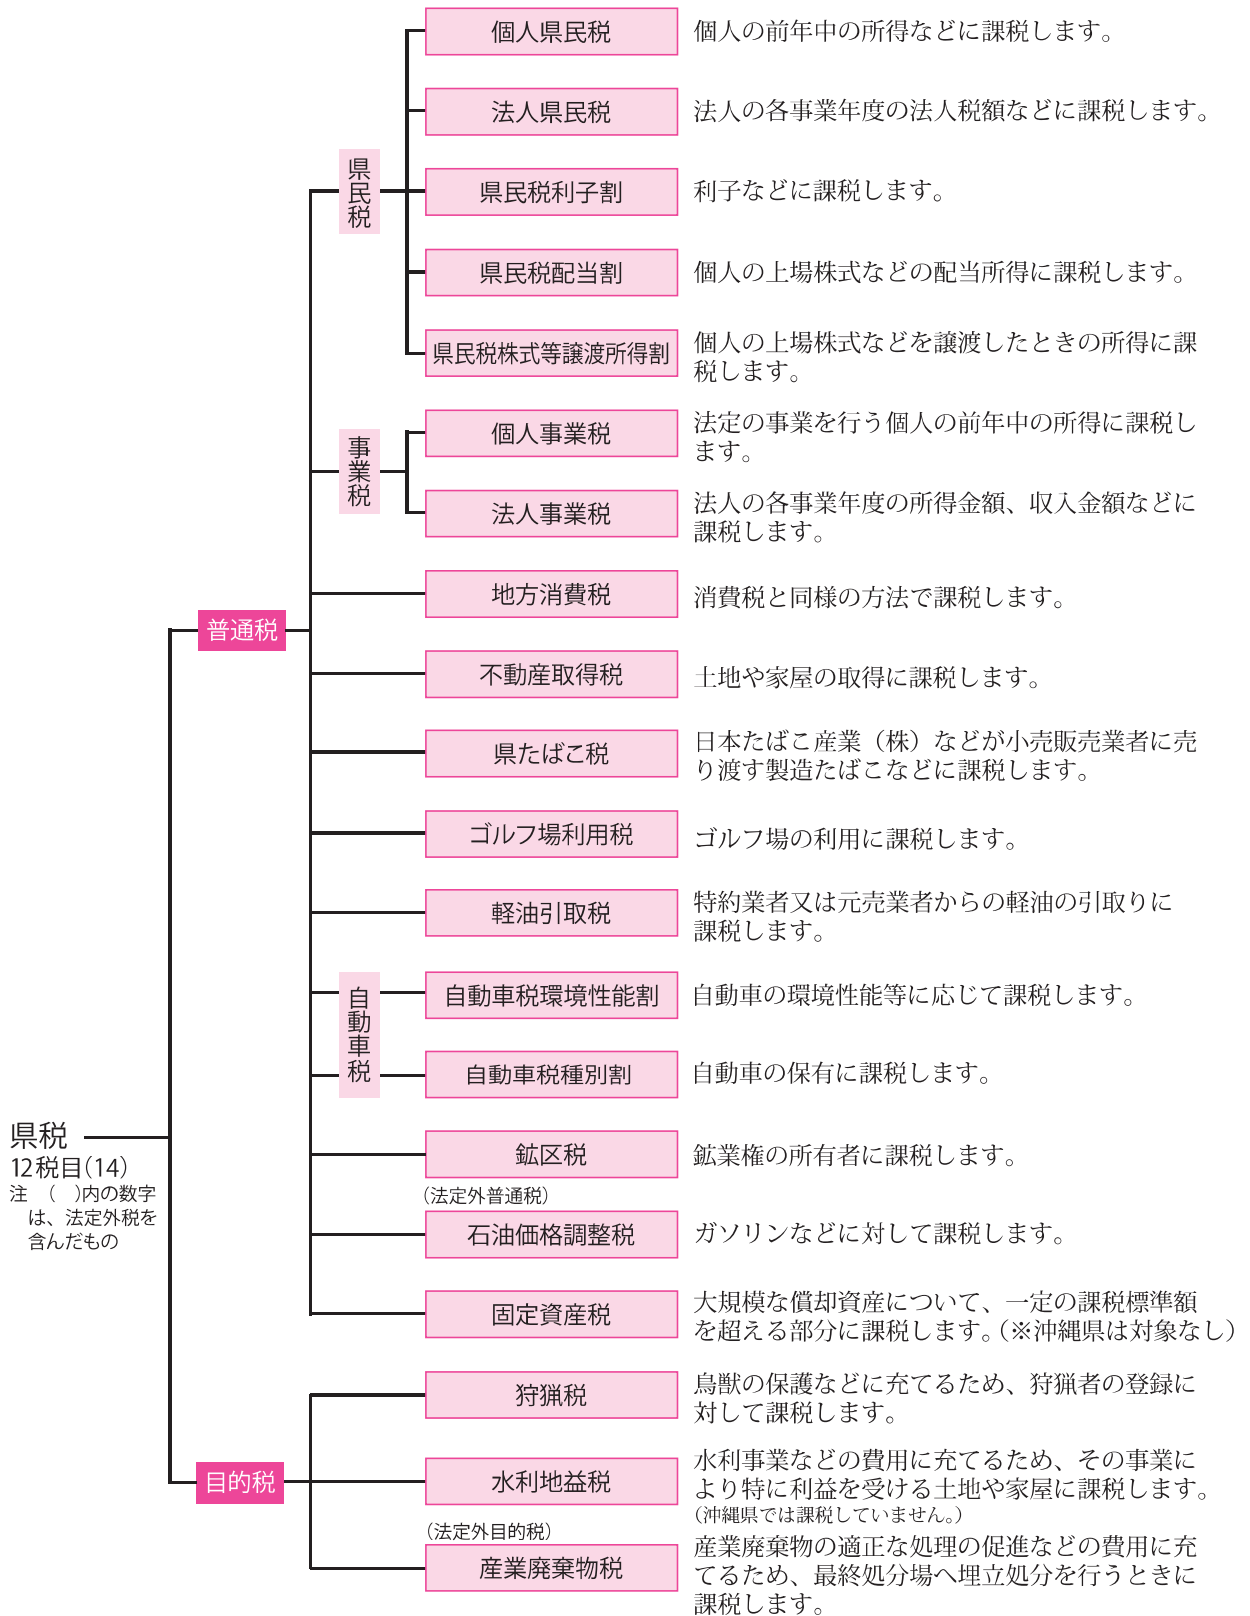 県税
12税目(14)
注　(　)内の数字
は、法定外税を
含んだもの
普通税
県民税
個人県民税
個人の前年中の所得などに課税します。
法人県民税
法人の各事業年度の法人税額などに課税します。
県民税利子割
利子などに課税します。
県民税配当割
個人の上場株式などの配当所得に課税します。
県民税株式等譲渡所得割
個人の上場株式などを譲渡したときの所得に課
税します。
事業税
個人事業税
法定の事業を行う個人の前年中の所得に課税し
ます。
法人事業税
法人の各事業年度の所得金額、収入金額などに
課税します。
地方消費税
消費税と同様の方法で課税します。
不動産取得税
土地や家屋の取得に課税します。
県たばこ税
日本たばこ産業（株）などが小売販売業者に売
り渡す製造たばこなどに課税します。
ゴルフ場利用税
ゴルフ場の利用に課税します。
軽油引取税
特約業者又は元売業者からの軽油の引取りに
課税します。
自動車税
自動車税環境性能割
自動車の環境性能等に応じて課税します。
自動車税種別割
自動車の保有に課税します。
鉱区税
鉱業権の所有者に課税します。
（法定外普通税）
石油価格調整税
ガソリンなどに対して課税します。
固定資産税
大規模な償却資産について、一定の課税標準額
を超える部分に課税します。（※沖縄県は対象なし）
目的税
狩猟税
鳥獣の保護などに充てるため、狩猟者の登録に
対して課税します。
水利地益税
水利事業などの費用に充てるため、その事業に
より特に利益を受ける土地や家屋に課税します。
（沖縄県では課税していません。）
（法定外目的税）
産業廃棄物税
産業廃棄物の適正な処理の促進などの費用に充
てるため、最終処分場へ埋立処分を行うときに
課税します。